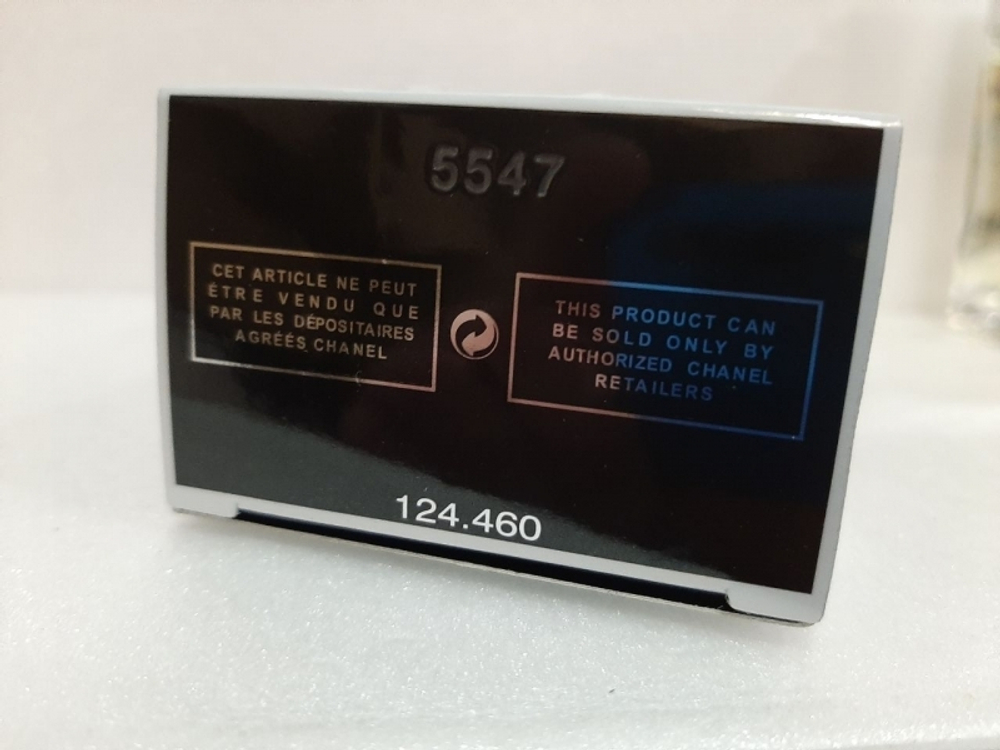 5547
CET ARTICLE NE PEUT
ÊTRE VENDU QUE
PAR LES DÉPOSITAIRES
AGRÉÉS CHANEL
THIS PRODUCT CAN
BE SOLD ONLY BY
AUTHORIZED CHANEL
RETAILERS
124.460